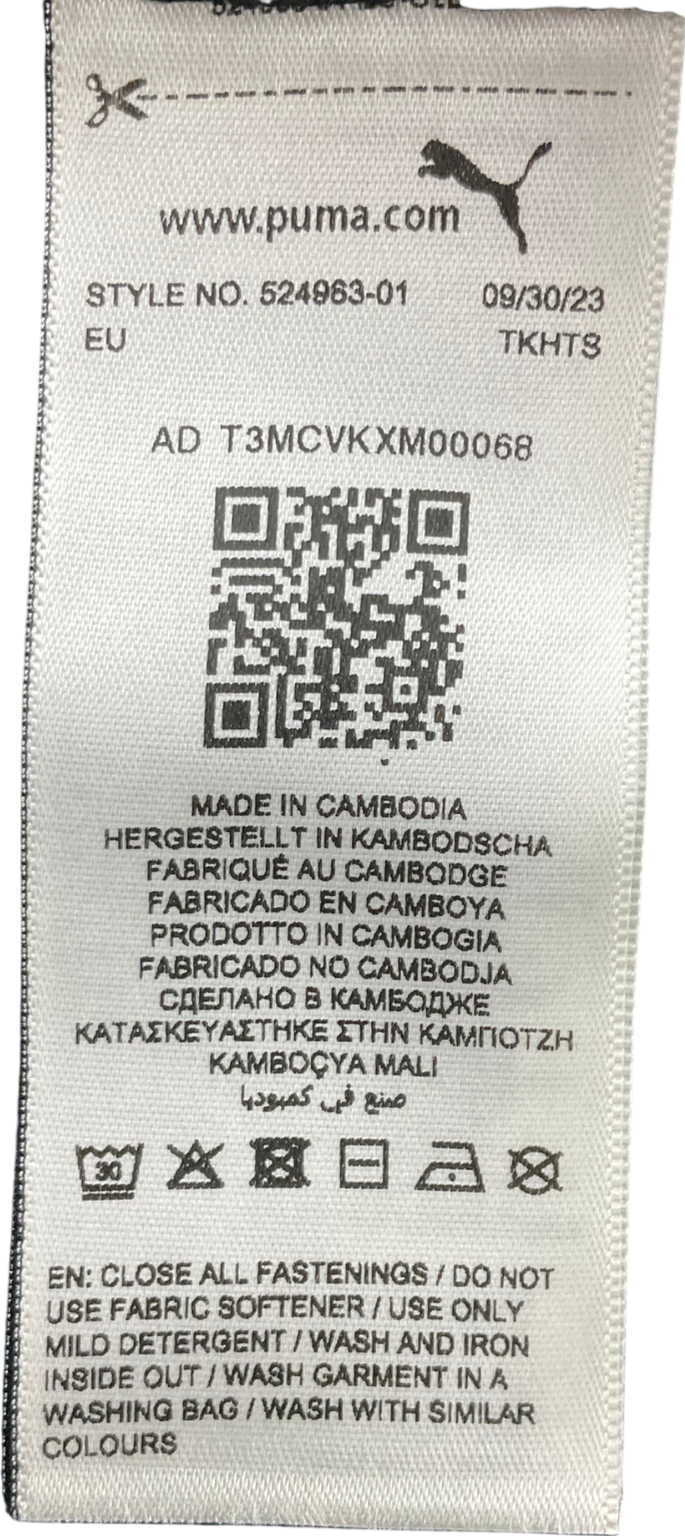 www.puma.com
STYLE NO. 524963-01 09/30/23
EU TKHTS
AD T3MCVKXM00068
MADE IN CAMBODIA
HERGESTELLT IN KAMBODSCHA
FABRIQUÉ AU CAMBODGE
FABRICADO EN CAMBOYA
PRODOTTO IN CAMBOGIA
FABRICADO NO CAMBODJA
СДЕЛАНО В КАМБОДЖЕ
ΚΑΤΑΣΚΕΥΑΣΤΗΚΕ ΣΤΗΝ ΚΑΜΠΟΤΖΗ
KAMBOÇYA MALI
صنع في كمبوديا
30
EN: CLOSE ALL FASTENINGS / DO NOT
USE FABRIC SOFTENER / USE ONLY
MILD DETERGENT / WASH AND IRON
INSIDE OUT / WASH GARMENT IN A
WASHING BAG / WASH WITH SIMILAR
COLOURS